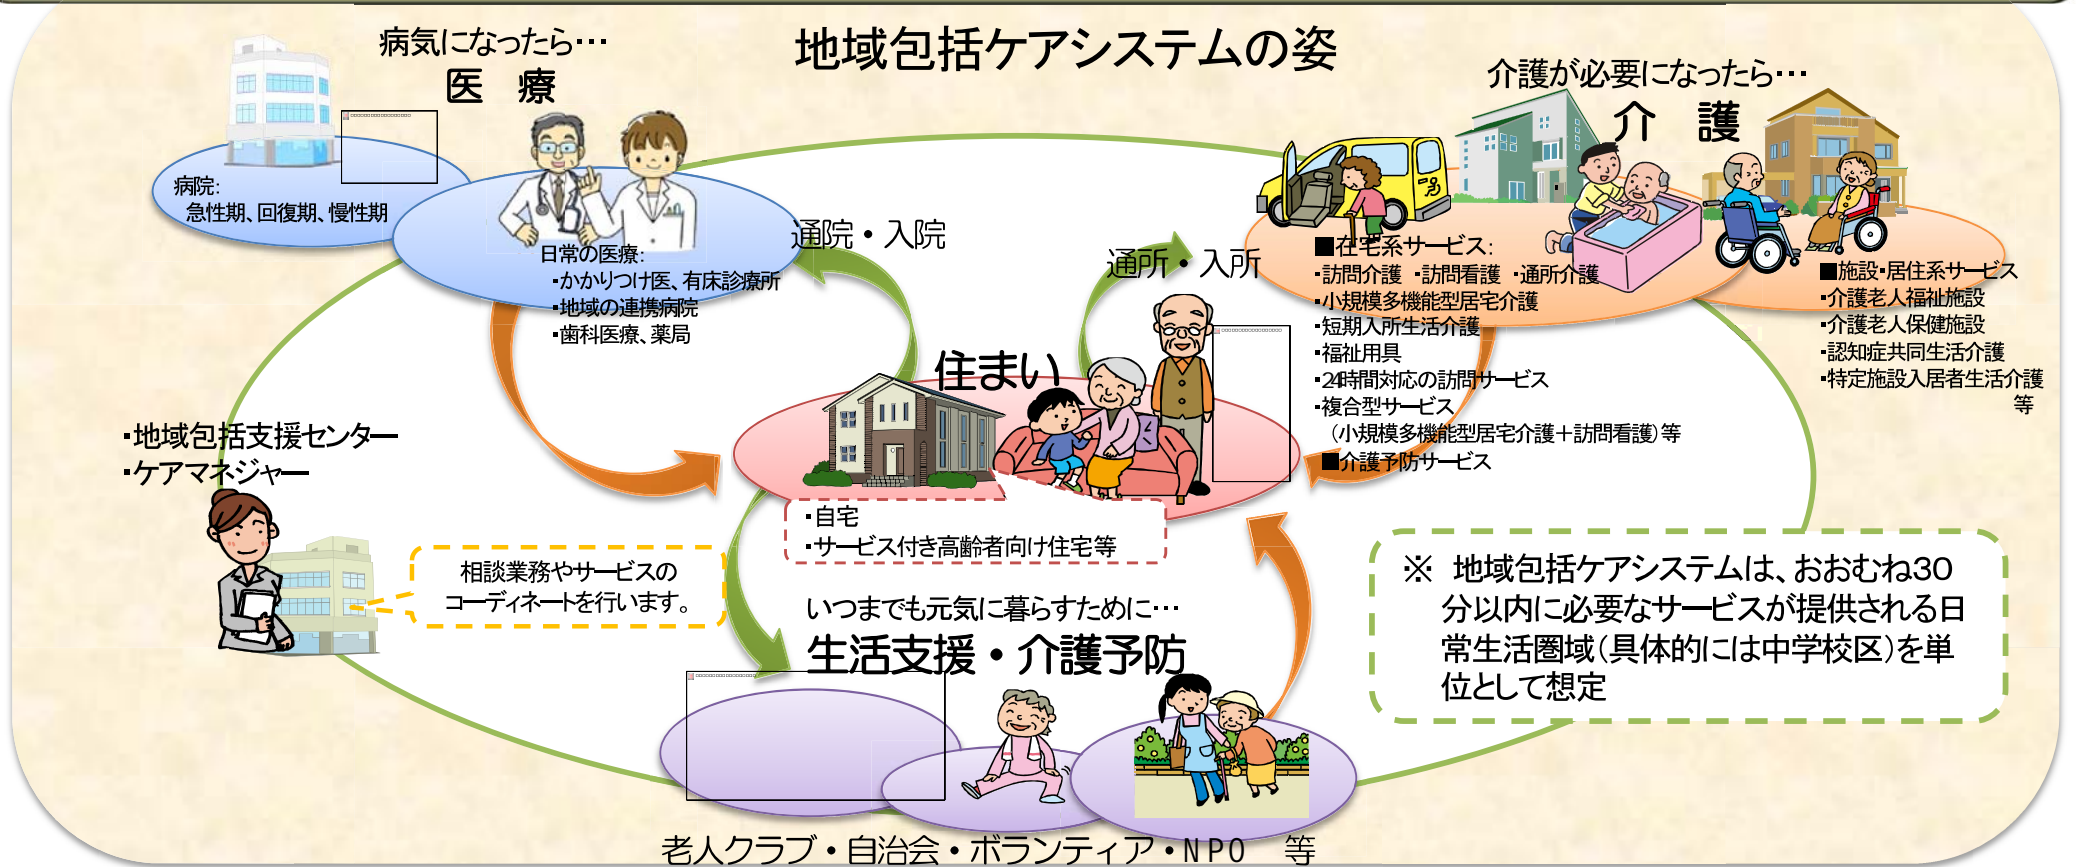 地域包括ケアシステムの姿
病気になったら…
医 療
病院:
急性期、回復期、慢性期
日常の医療:
・かかりつけ医、有床診療所
・地域の連携病院
・歯科医療、薬局
通院・入院
通所・入所
介護が必要になったら…
介 護
■在宅系サービス:
・訪問介護 ・訪問看護 ・通所介護
・小規模多機能型居宅介護
・短期入所生活介護
・福祉用具
・24時間対応の訪問サービス
・複合型サービス
(小規模多機能型居宅介護+訪問看護)等
■介護予防サービス
■施設・居住系サービス
・介護老人福祉施設
・介護老人保健施設
・認知症共同生活介護
・特定施設入居者生活介護
等
住まい
・自宅
・サービス付き高齢者向け住宅等
・地域包括支援センター
・ケアマネジャー
相談業務やサービスの
コーディネートを行います。
いつまでも元気に暮らすために…
生活支援・介護予防
老人クラブ・自治会・ボランティア・NPO 等
※ 地域包括ケアシステムは、おおむね30
分以内に必要なサービスが提供される日
常生活圏域(具体的には中学校区)を単
位として想定